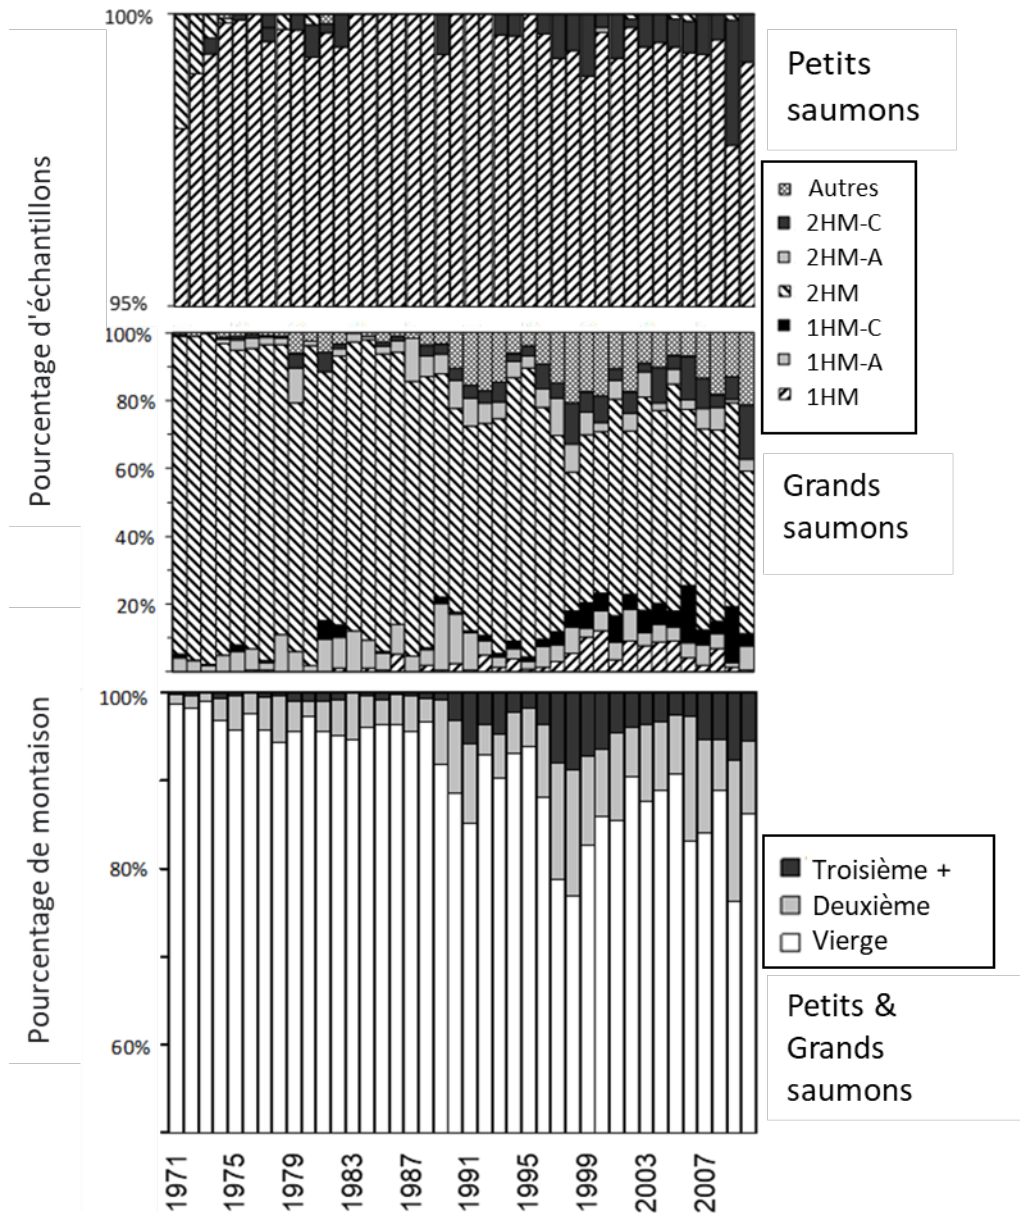 Pourcentage d'échantillons
100%
95%
Petits
saumons
Autres
2HM-C
2HM-A
2HM
1HM-C
1HM-A
1HM
100%
80%
60%
40%
20%
Grands
saumons
Pourcentage de montaison
100%
80%
60%
Troisième +
Deuxième
Vierge
Petits &
Grands
saumons
1971
1975
1979
1983
1987
1991
1995
1999
2003
2007